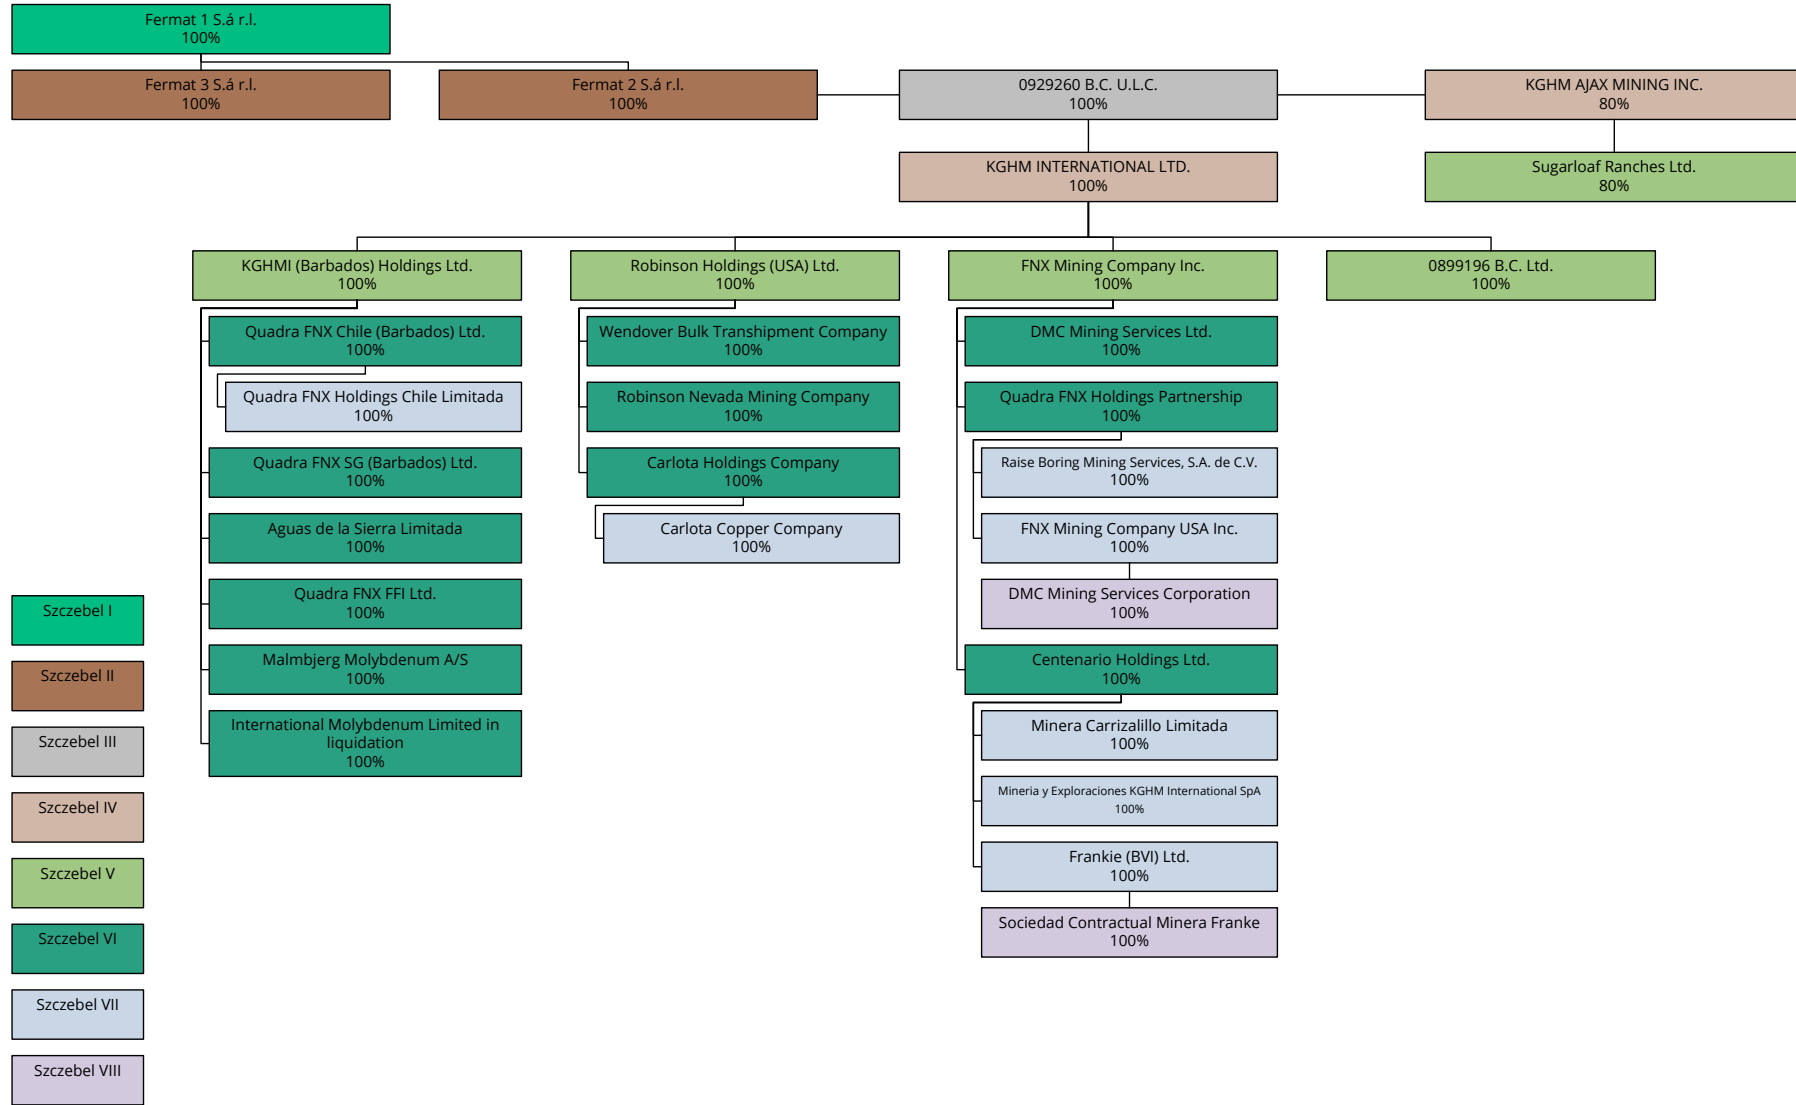 Fermat 1 S.á r.l.
100%
Fermat 3 S.á r.l.
100%
Fermat 2 S.á r.l.
100%
0929260 B.C. U.L.C.
100%
KGHM AJAX MINING INC.
80%
KGHM INTERNATIONAL LTD.
100%
Sugarloaf Ranches Ltd.
80%
KGHMI (Barbados) Holdings Ltd.
100%
Robinson Holdings (USA) Ltd.
100%
FNX Mining Company Inc.
100%
0899196 B.C. Ltd.
100%
Quadra FNX Chile (Barbados) Ltd.
100%
Quadra FNX Holdings Chile Limitada
100%
Quadra FNX SG (Barbados) Ltd.
100%
Aguas de la Sierra Limitada
100%
Quadra FNX FFI Ltd.
100%
Malmbjerg Molybdenum A/S
100%
International Molybdenum Limited in
liquidation
100%
Wendover Bulk Transhipment Company
100%
Robinson Nevada Mining Company
100%
Carlota Holdings Company
100%
Carlota Copper Company
100%
DMC Mining Services Ltd.
100%
Quadra FNX Holdings Partnership
100%
Raise Boring Mining Services, S.A. de C.V.
100%
FNX Mining Company USA Inc.
100%
DMC Mining Services Corporation
100%
Centenario Holdings Ltd.
100%
Minera Carrizalillo Limitada
100%
Mineria y Exploraciones KGHM International SpA
100%
Frankie (BVI) Ltd.
100%
Sociedad Contractual Minera Franke
100%
Szczebel I
Szczebel II
Szczebel III
Szczebel IV
Szczebel V
Szczebel VI
Szczebel VII
Szczebel VIII